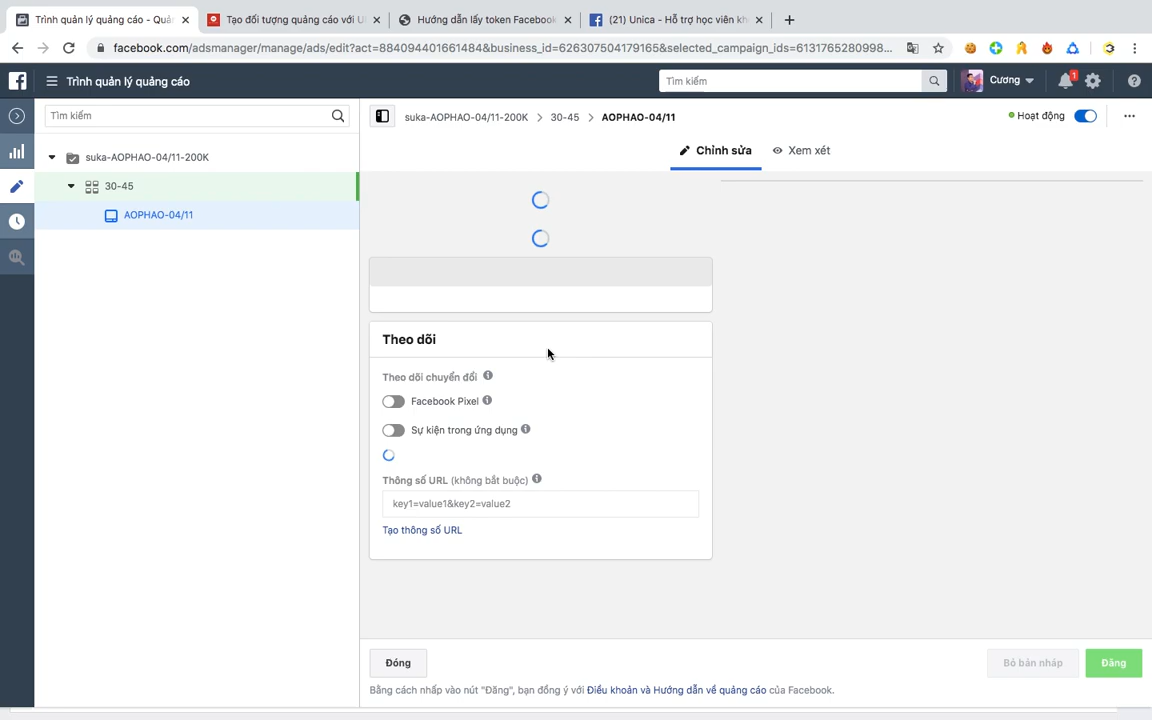 Trình quản lý quảng cáo - Quản
Tạo đối tượng quảng cáo với U
Hướng dẫn lấy token Facebook
(21) Unica - Hỗ trợ học viên kh
facebook.com/adsmanager/manage/ads/edit?act=884094401661484&business_id=626307504179165&selected_campaign_ids=6131765280998...
Trình quản lý quảng cáo
Tìm kiếm
Cương
1
Tìm kiếm
suka-AOPHAO-04/11-200K
30-45
AOPHAO-04/11
suka-AOPHAO-04/11-200K > 30-45 > AOPHAO-04/11
Hoạt động
Chỉnh sửa
Xem xét
Theo dõi
Theo dõi chuyển đổi
Facebook Pixel
Sự kiện trong ứng dụng
Thông số URL (không bắt buộc)
key1=value1&key2=value2
Tạo thông số URL
Đóng
Bỏ bản nháp
Đăng
Bằng cách nhấp vào nút "Đăng", bạn đồng ý với Điều khoản và Hướng dẫn về quảng cáo của Facebook.